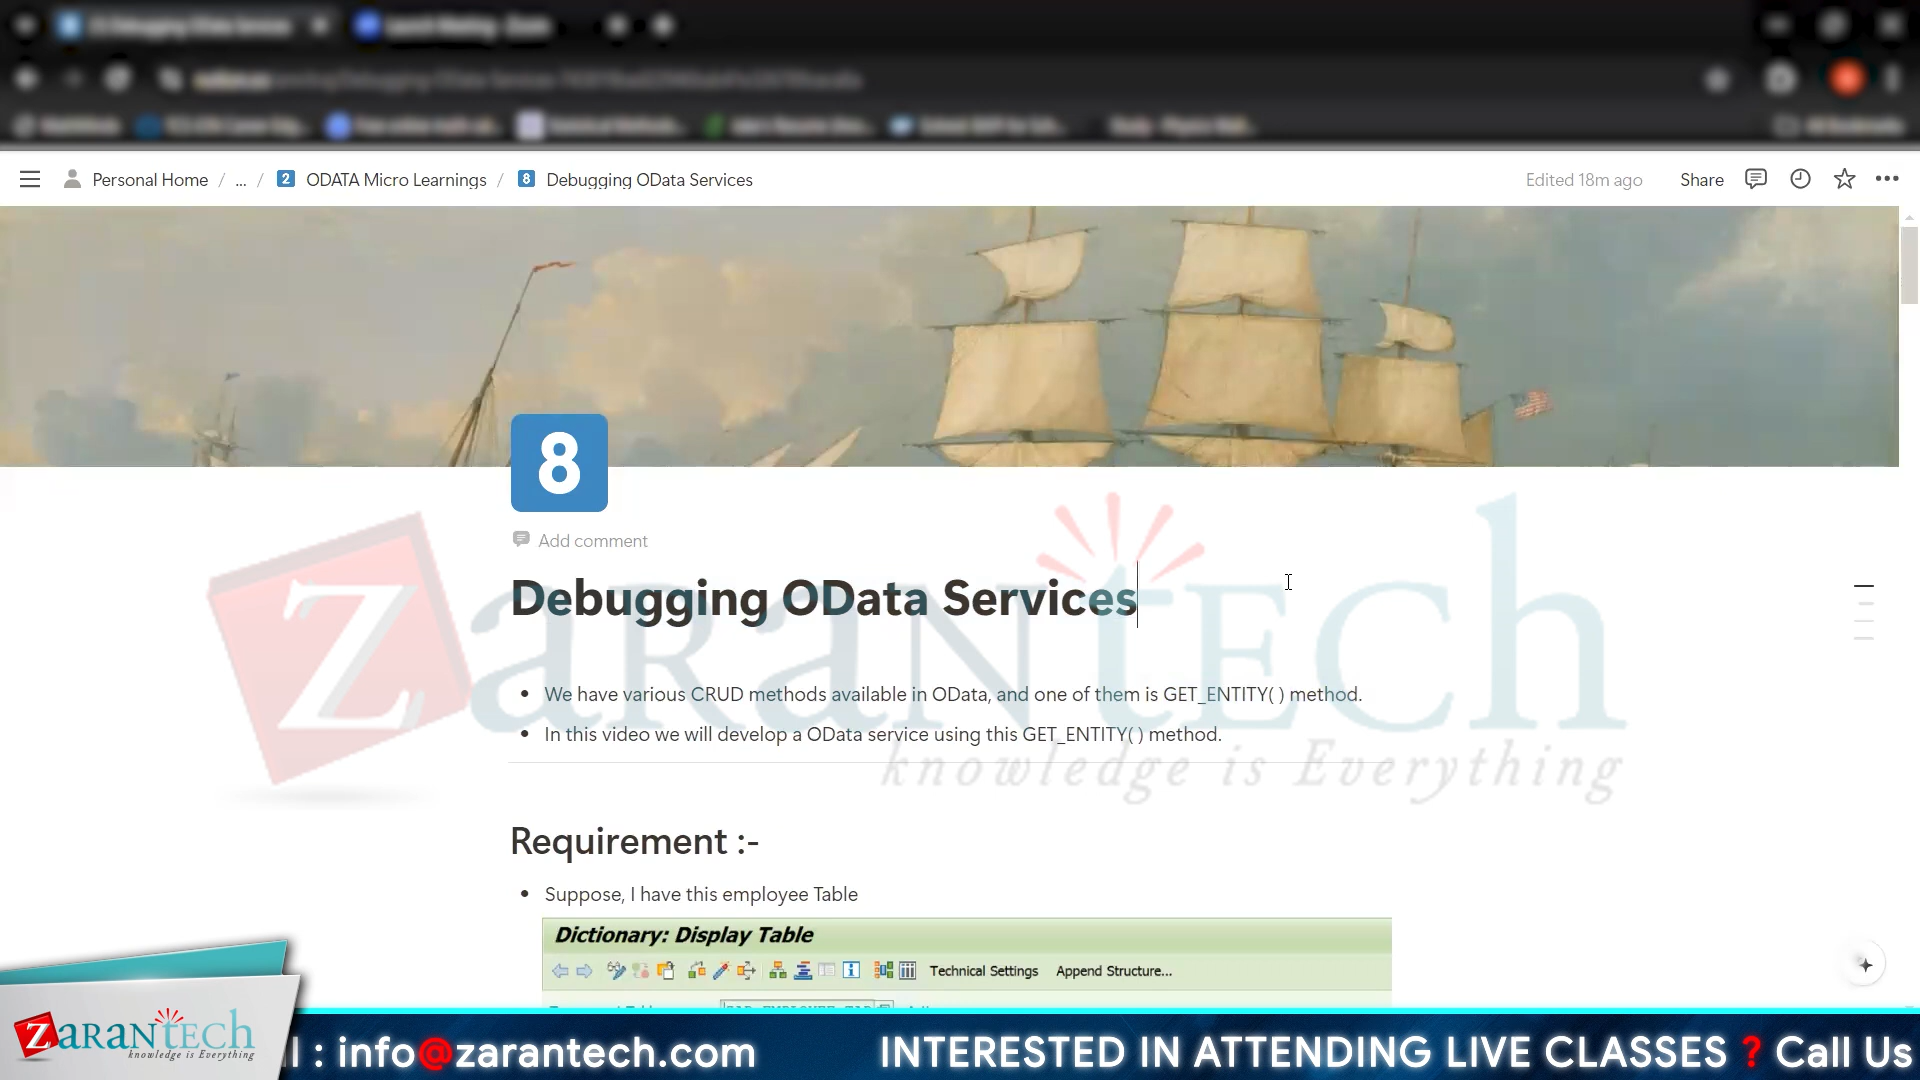 Personal Home / ... / 2 ODATA Micro Learnings / 8 Debugging OData Services
Edited 18m ago
Share
8
Add comment
Debugging OData Services
• We have various CRUD methods available in OData, and one of them is GET_ENTITY( ) method.
• In this video we will develop a OData service using this GET_ENTITY( ) method.
ZaranTech
knowledge is Everything
Requirement :-
• Suppose, I have this employee Table
Dictionary: Display Table
Technical Settings Append Structure...
ZaranTech
knowledge is Everything
: info@zarantech.com
INTERESTED IN ATTENDING LIVE CLASSES ? Call Us